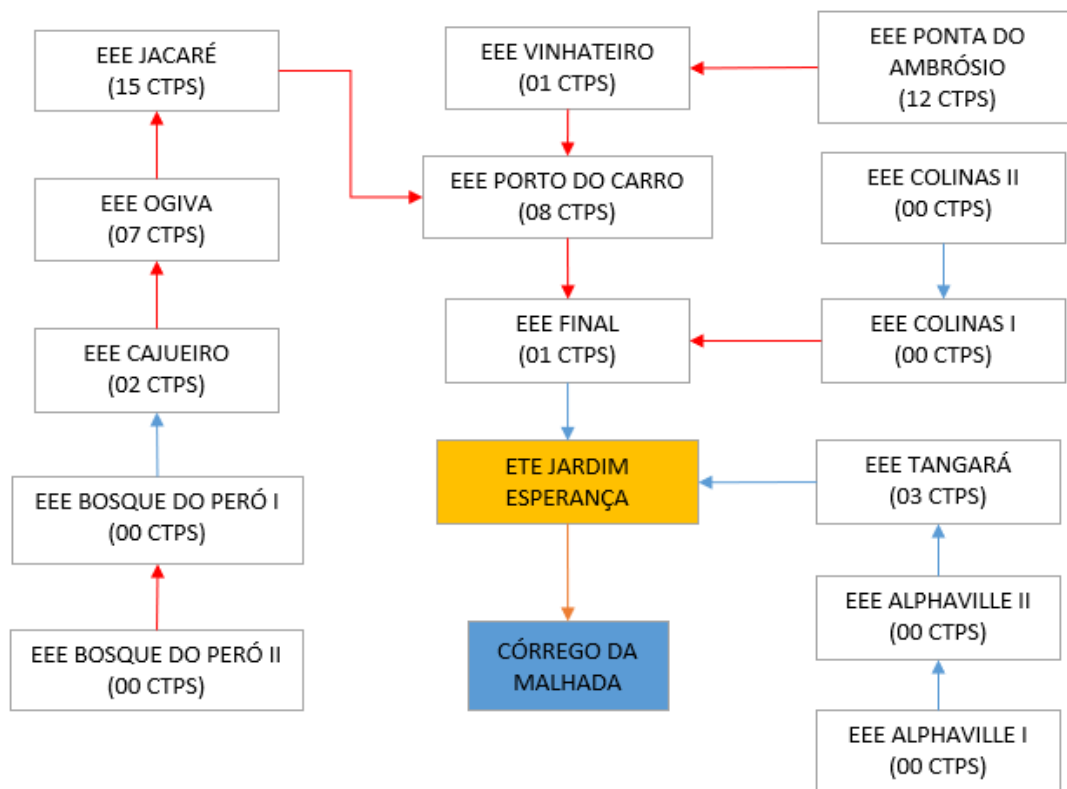 EEE JACARÉ
(15 CTPS)
EEE VINHATEIRO
(01 CTPS)
EEE PONTA DO
AMBRÓSIO
(12 CTPS)
EEE OGIVA
(07 CTPS)
EEE PORTO DO CARRO
(08 CTPS)
EEE COLINAS II
(00 CTPS)
EEE CAJUEIRO
(02 CTPS)
EEE FINAL
(01 CTPS)
EEE COLINAS I
(00 CTPS)
EEE BOSQUE DO PERÓ I
(00 CTPS)
ETE JARDIM
ESPERANÇA
EEE TANGARÁ
(03 CTPS)
EEE BOSQUE DO PERÓ II
(00 CTPS)
CÓRREGO DA
MALHADA
EEE ALPHAVILLE II
(00 CTPS)
EEE ALPHAVILLE I
(00 CTPS)